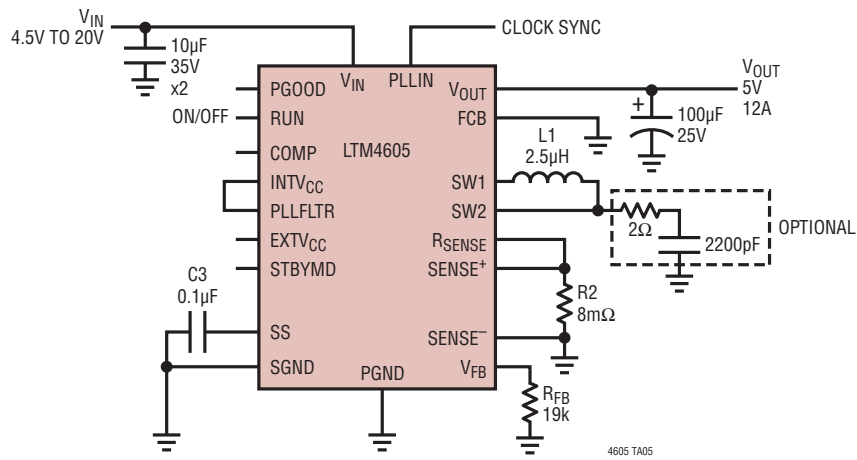 VIN
4.5V TO 20V
10µF
35V
x2
CLOCK SYNC
PGOOD
VIN
PLLIN
VOUT
VOUT
5V
12A
ON/OFF
RUN
FCB
+
100µF
25V
COMP
LTM4605
L1
2.5µH
INTVCC
SW1
PLLFLTR
SW2
2Ω
OPTIONAL
2200pF
EXTVCC
RSENSE
STBYMD
SENSE+
R2
8mΩ
C3
0.1µF
SS
SENSE–
SGND
PGND
VFB
RFB
19k
4605 TA05